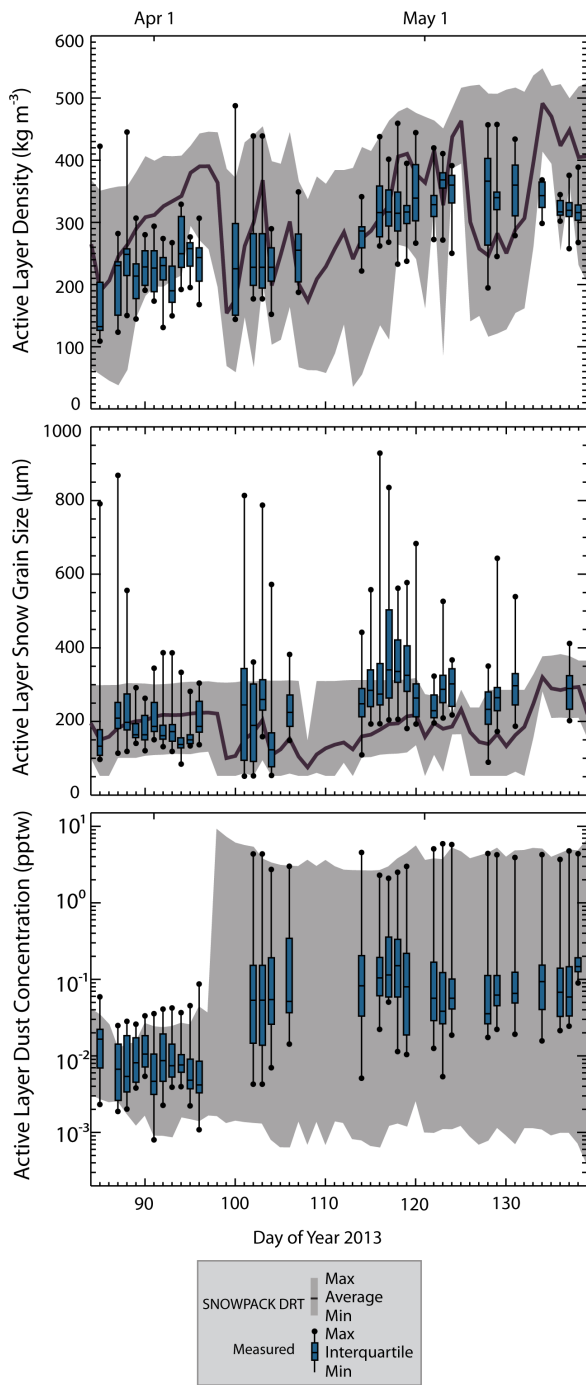 Apr 1 May 1
600
500
400
300
200
100
0
Active Layer Density (kg m⁻³)
1000
800
600
400
200
0
Active Layer Snow Grain Size (μm)
10¹
10⁰
10⁻¹
10⁻²
10⁻³
Active Layer Dust Concentration (pptw)
90 100 110 120 130
Day of Year 2013
SNOWPACK DRT
Max
Average
Min
Measured
Max
Interquartile
Min